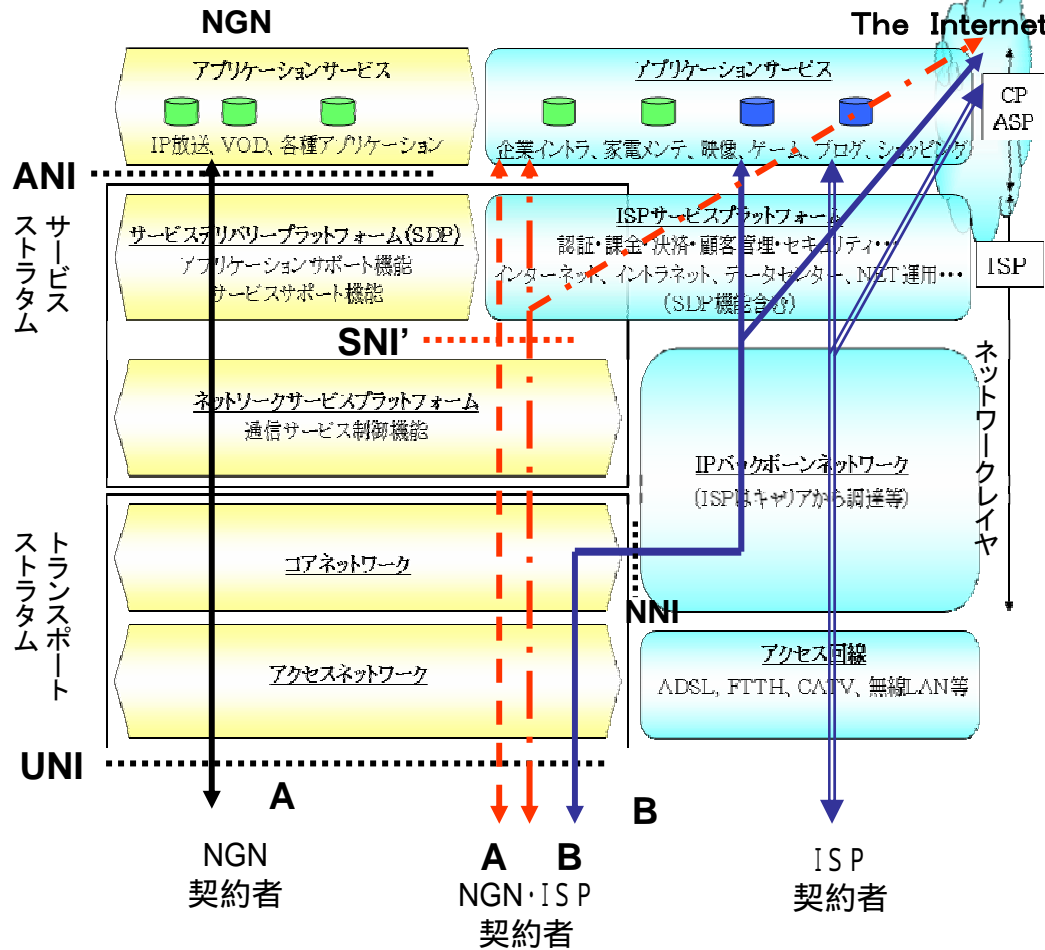 NGN
The Internet
アプリケーションサービス
IP放送、VOD、各種アプリケーション
アプリケーションサービス
企業イントラ、家電メンテ、映像、ゲーム、ブログ、ショッピング
CP
ASP
ANI
サービス
ストラタム
サービスデリバリープラットフォーム(SDP)
アプリケーションサポート機能
サービスサポート機能
ISPサービスプラットフォーム
認証・課金・決済・顧客管理・セキュリティ・・・
インターネット、イントラネット、データセンター、NET運用・・・
(SDP機能含む)
ISP
SNI’
ネットワークサービスプラットフォーム
通信サービス制御機能
IPバックボーンネットワーク
(ISPはキャリアから調達等)
ネットワークレイヤ
トランスポート
ストラタム
コアネットワーク
NNI
アクセスネットワーク
アクセス回線
ADSL, FTTH, CATV, 無線LAN等
UNI
A
B
NGN
契約者
A B
NGN・ISP
契約者
ISP
契約者